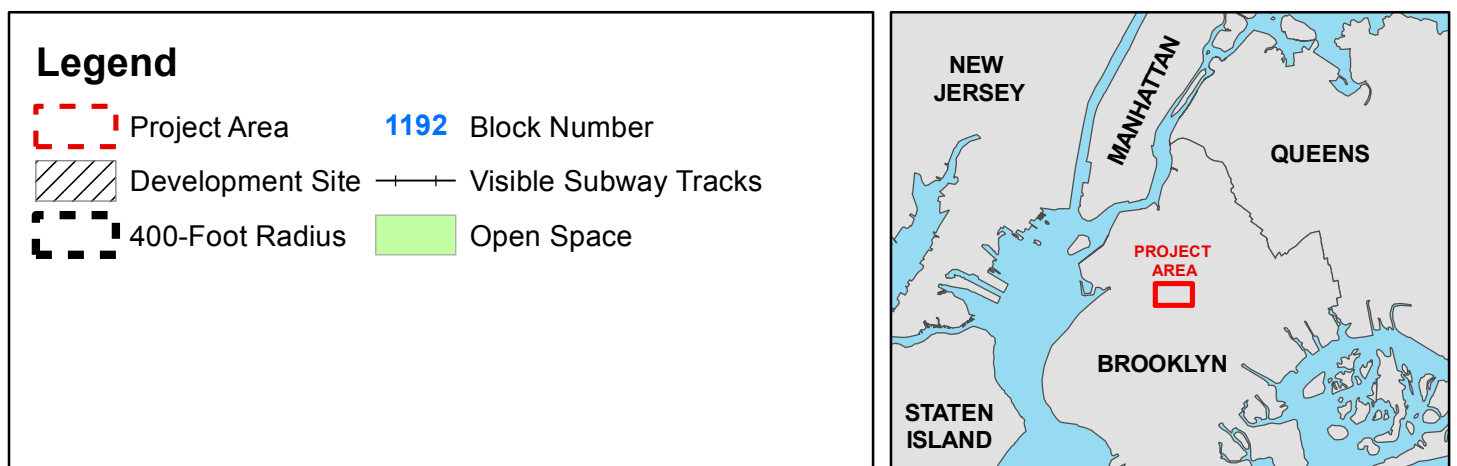 Legend
Project Area
1192 Block Number
Development Site
Visible Subway Tracks
400-Foot Radius
Open Space
NEW
JERSEY
MANHATTAN
QUEENS
PROJECT
AREA
BROOKLYN
STATEN
ISLAND